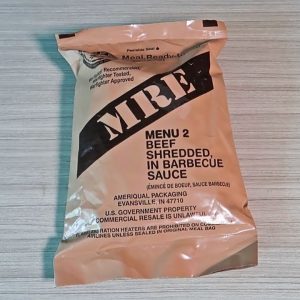 Peelable Seal
Meal, Ready-to
Warfighter Recommended,
Warfighter Tested,
Warfighter Approved
MRE
MENU 2
BEEF
SHREDDED,
IN BARBECUE
SAUCE
(ÉMINCÉ DE BOEUF, SAUCE BARBECUE)
AMERIQUAL PACKAGING
EVANSVILLE, IN 47710
U.S. GOVERNMENT PROPERTY
COMMERCIAL RESALE IS UNLAWFUL
RATION HEATERS ARE PROHIBITED ON
AIRLINES UNLESS SEALED IN ORIGINAL MEAL BAG